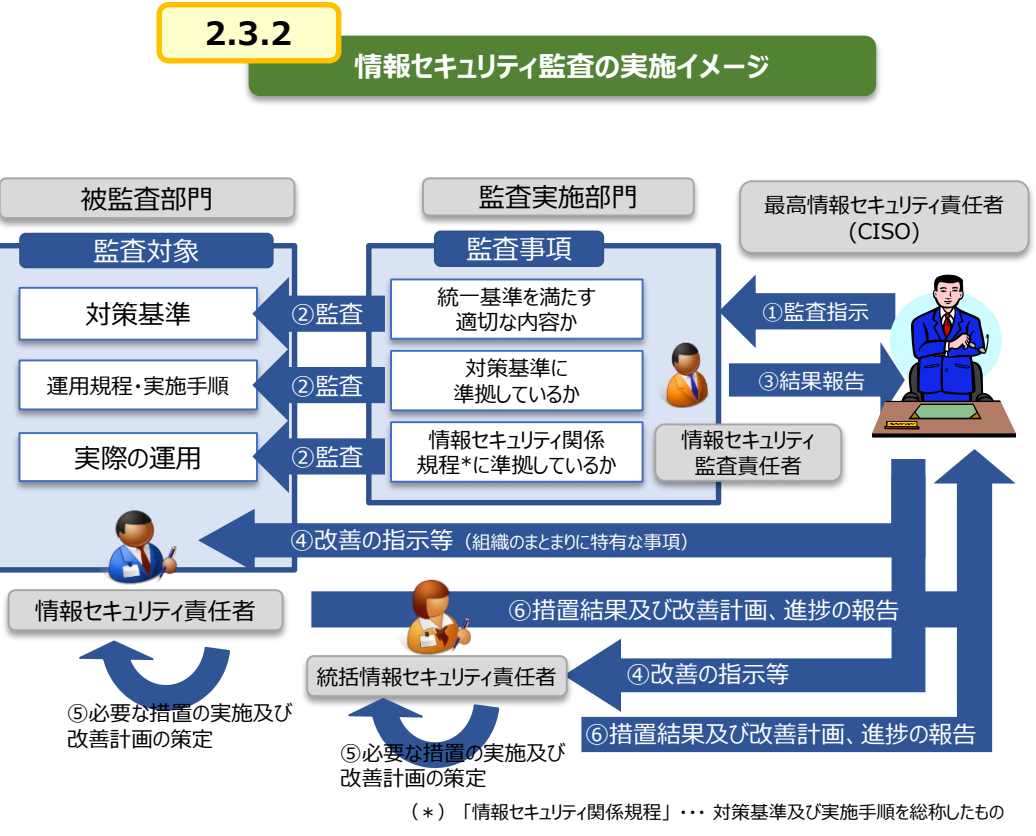 2.3.2
情報セキュリティ監査の実施イメージ
被監査部門
監査実施部門
最高情報セキュリティ責任者
(CISO)
監査対象
監査事項
対策基準
②監査
統一基準を満たす
適切な内容か
①監査指示
運用規程・実施手順
②監査
対策基準に
準拠しているか
③結果報告
実際の運用
②監査
情報セキュリティ関係
規程*に準拠しているか
情報セキュリティ
監査責任者
④改善の指示等（組織のまとまりに特有な事項）
情報セキュリティ責任者
⑥措置結果及び改善計画、進捗の報告
統括情報セキュリティ責任者
④改善の指示等
⑤必要な措置の実施及び
改善計画の策定
⑥措置結果及び改善計画、進捗の報告
⑤必要な措置の実施及び
改善計画の策定
（＊）「情報セキュリティ関係規程」･･･ 対策基準及び実施手順を総称したもの